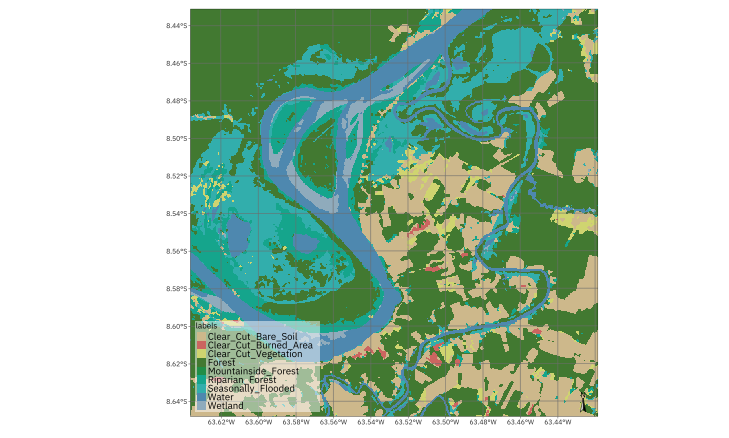 8.44°S
8.46°S
8.48°S
8.50°S
8.52°S
8.54°S
8.56°S
8.58°S
8.60°S
8.62°S
8.64°S
labels
Clear_Cut_Bare_Soil
Clear_Cut_Burned_Area
Clear_Cut_Vegetation
Forest
Mountainside_Forest
Riparian_Forest
Seasonally_Flooded
Water
Wetland
N
63.62°W 63.60°W 63.58°W 63.56°W 63.54°W 63.52°W 63.50°W 63.48°W 63.46°W 63.44°W